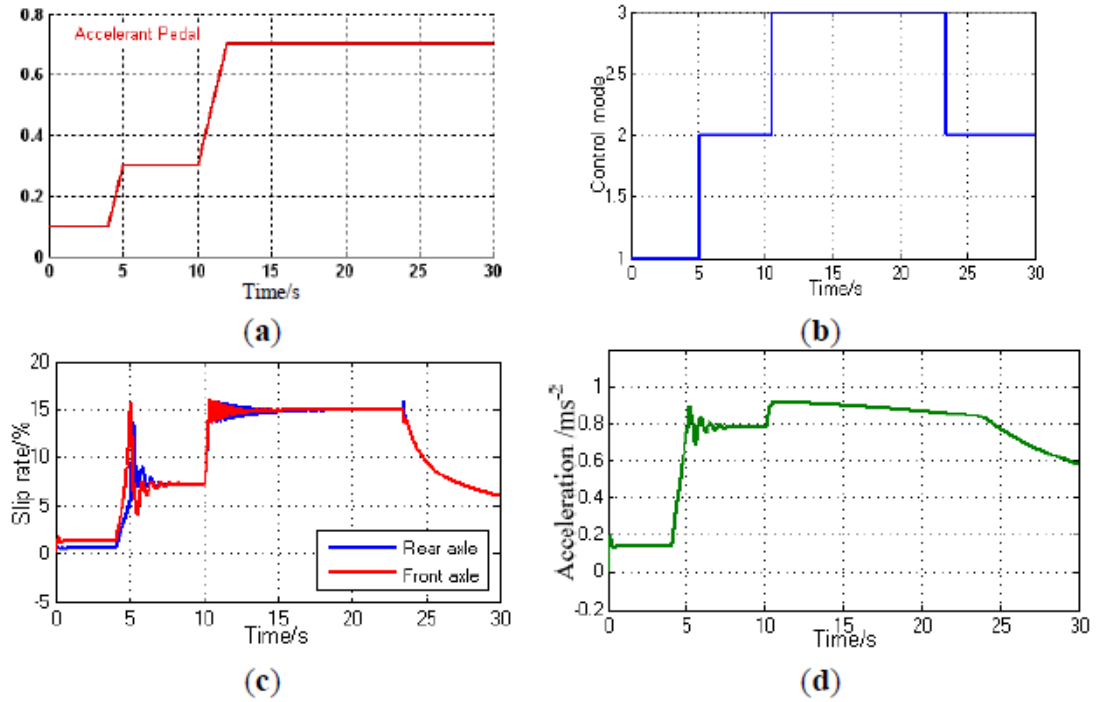 Accelerant Pedal
0.8
0.6
0.4
0.2
0
0 5 10 15 20 25 30
Time/s
(a)
Control mode
3
2.5
2
1.5
1
0 5 10 15 20 25 30
Time/s
(b)
Slip rate/%
20
15
10
5
0
-5
Rear axle
Front axle
0 5 10 15 20 25 30
Time/s
(c)
Acceleration /ms⁻²
1
0.8
0.6
0.4
0.2
0
-0.2
0 5 10 15 20 25 30
Time/s
(d)